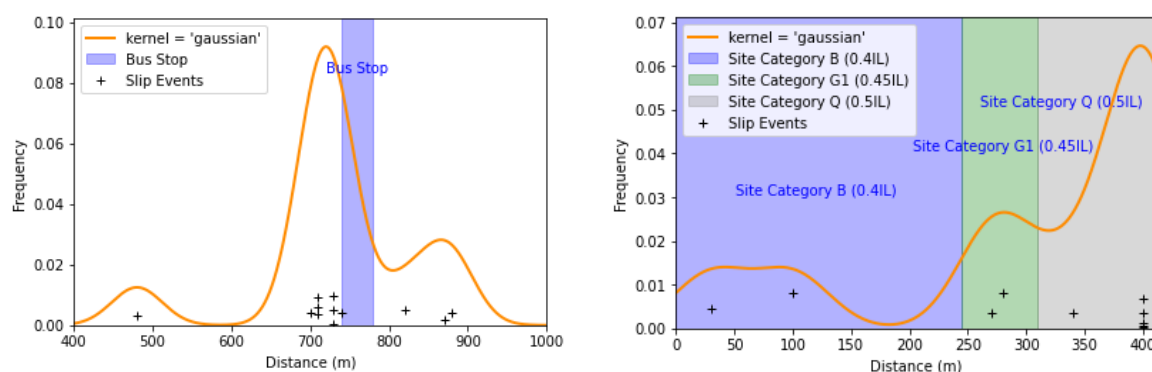 0.10
0.08
0.06
0.04
0.02
0.00
Frequency
kernel = 'gaussian'
Bus Stop
Slip Events
Bus Stop
400
500
600
700
800
900
1000
Distance (m)
0.07
0.06
0.05
0.04
0.03
0.02
0.01
0.00
Frequency
kernel = 'gaussian'
Site Category B (0.4IL)
Site Category G1 (0.45IL)
Site Category Q (0.5IL)
Slip Events
Site Category Q (0.5IL)
Site Category G1 (0.45IL)
Site Category B (0.4IL)
0
50
100
150
200
250
300
350
400
Distance (m)